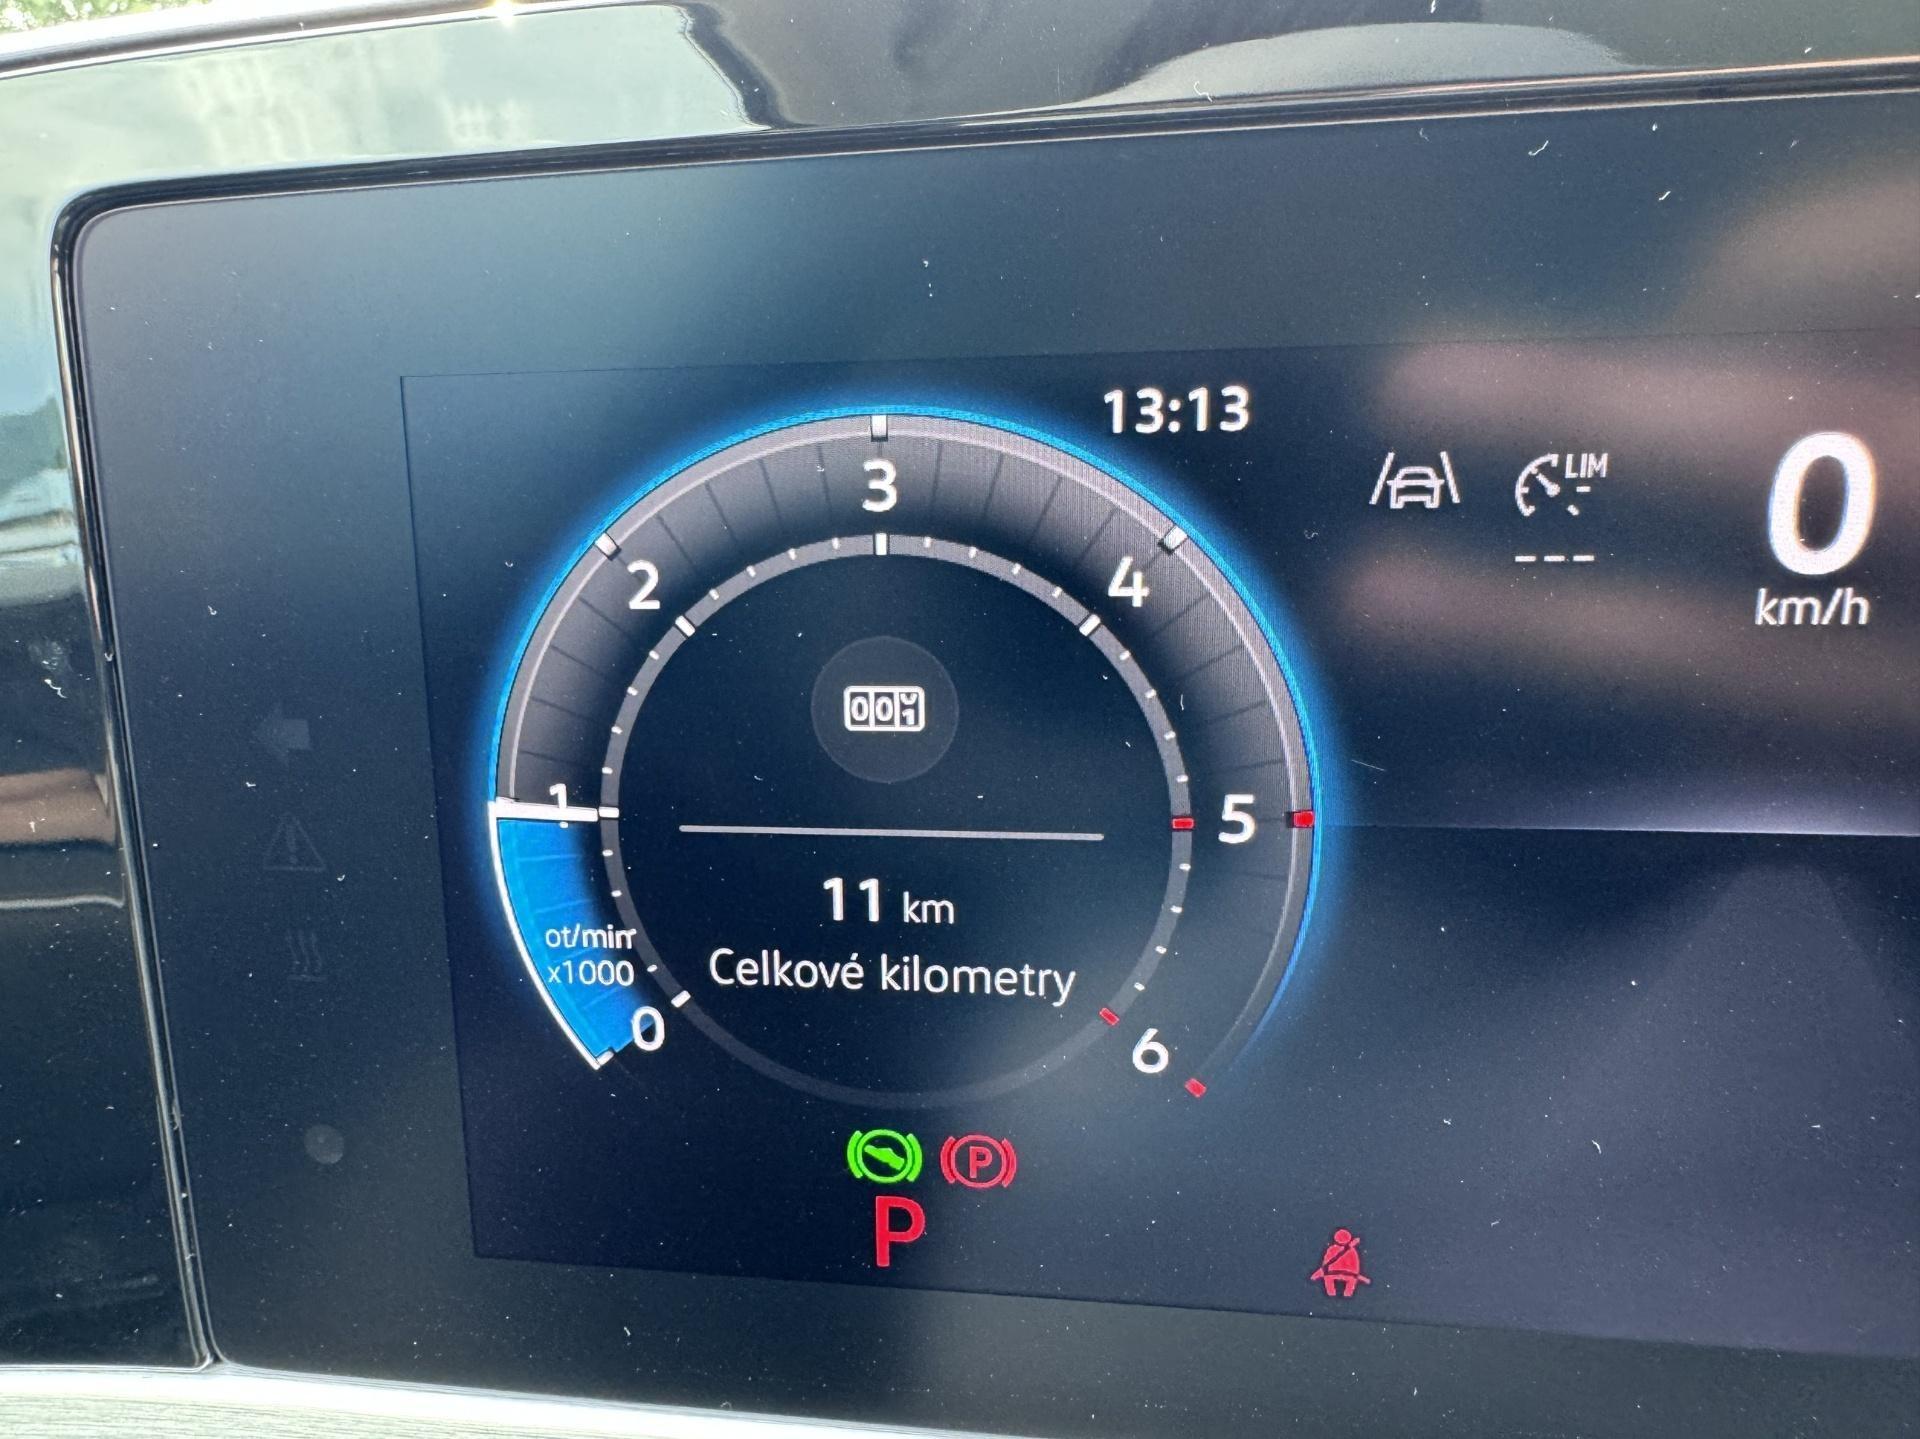 13:13
LIM
---
0
km/h
3
2
4
001
1
5
11 km
ot/min
x1000
Celkové kilometry
0
6
P
P